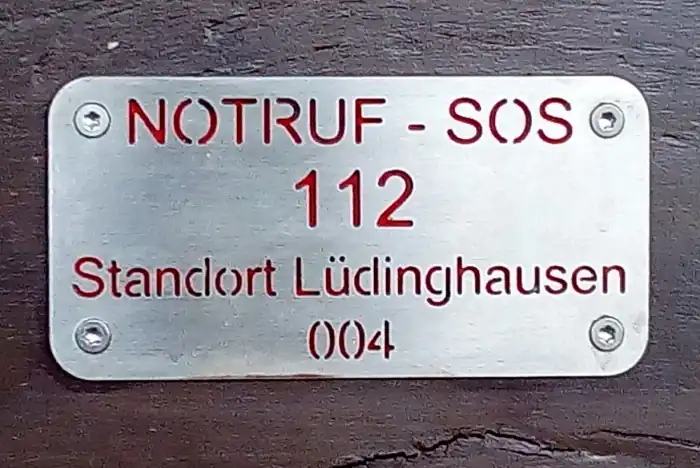 NOTRUF - SOS
112
Standort Lüdinghausen
004